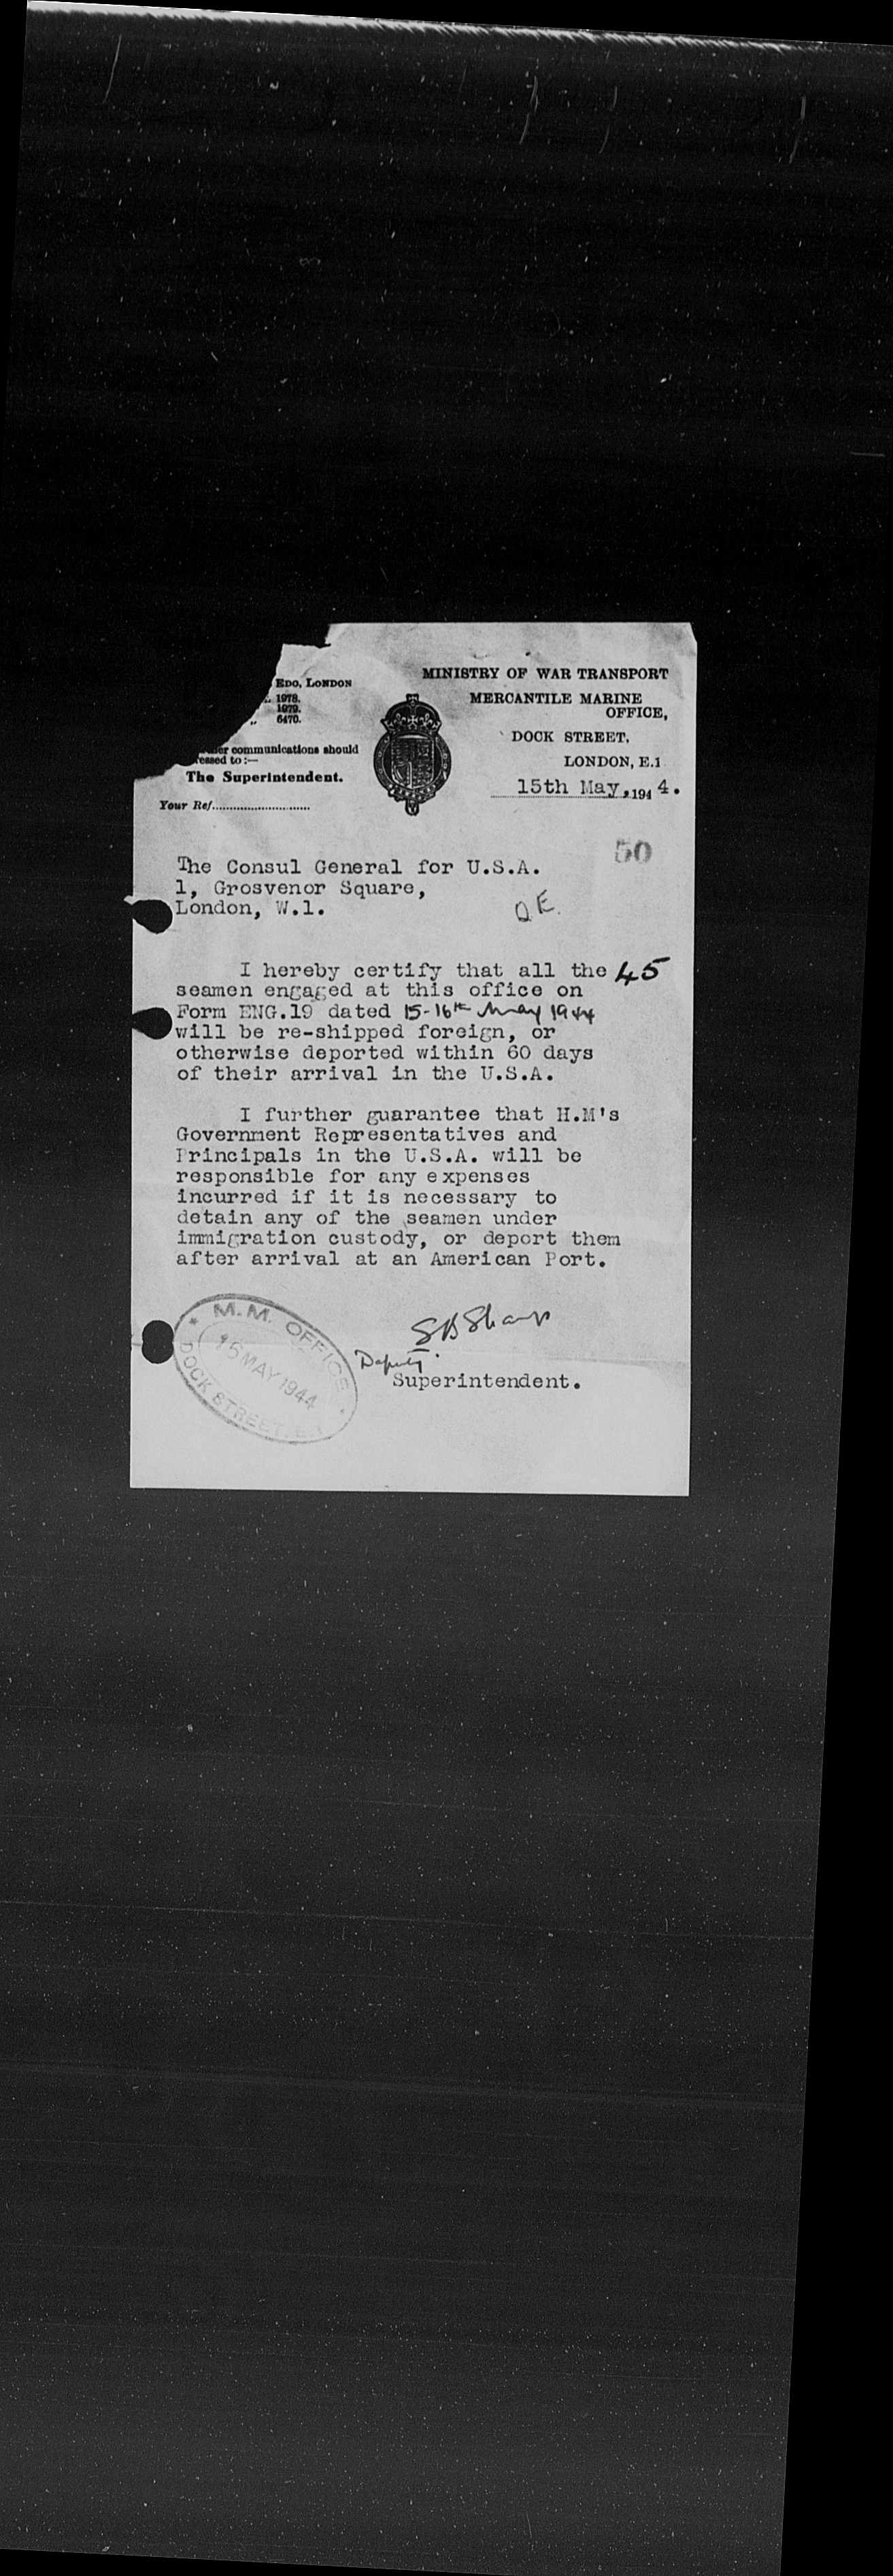 EDO, LONDON
.. 1978.
1979.
„ 6470.
communications should
to :—
The Superintendent.
Your Ref..........................
MINISTRY OF WAR TRANSPORT
MERCANTILE MARINE
OFFICE,
DOCK STREET,
LONDON, E.1
15th May, 1944.
50
The Consul General for U.S.A.
1, Grosvenor Square,
London, W.1.
QE.
I hereby certify that all the 45
seamen engaged at this office on
Form ENG.19 dated 15-16th May 1944
will be re-shipped foreign, or
otherwise deported within 60 days
of their arrival in the U.S.A.
I further guarantee that H.M's
Government Representatives and
Principals in the U.S.A. will be
responsible for any expenses
incurred if it is necessary to
detain any of the seamen under
immigration custody, or deport them
after arrival at an American Port.
SB Sharp
Deputy
Superintendent.
M.M. OFFICE
15 MAY 1944
DOCK STREET, E.1